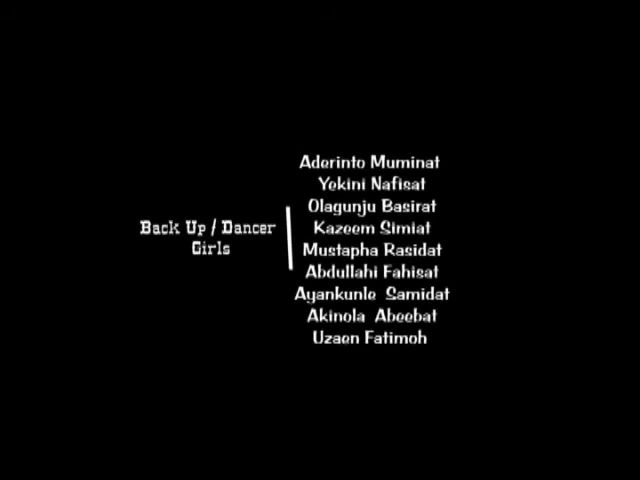 Aderinto Muminat
Yekini Nafisat
Olagunju Basirat
Back Up / Dancer
Girls
Kazeem Simiat
Mustapha Rasidat
Abdullahi Fahisat
Ayankunle Samidat
Akinola Abeebat
Uzaen Fatimoh